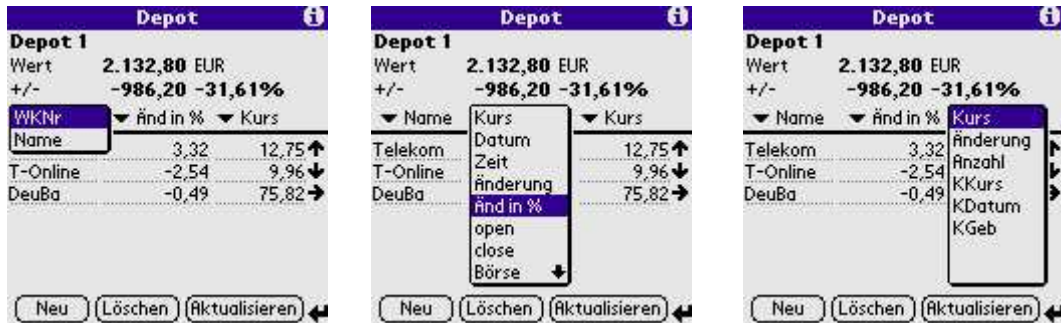 Depot
Depot 1
Wert 2.132,80 EUR
+/- -986,20 -31,61%
WKNr Änd in % Kurs
Name
3,32 12,75
T-Online -2,54 9,96
DeuBa -0,49 75,82
Neu Löschen Aktualisieren
Depot
Depot 1
Wert 2.132,80 EUR
+/- -986,20 -31,61%
Name Kurs Kurs
Datum
Telekom Zeit 12,75
T-Online Änderung 9,96
DeuBa Änd in % 75,82
open
close
Börse
Neu Löschen Aktualisieren
Depot
Depot 1
Wert 2.132,80 EUR
+/- -986,20 -31,61%
Name Änd in % Kurs
Änderung
Telekom 3,32 Anzahl
T-Online -2,54 KKurs
DeuBa -0,49 KDatum
KGeb
Neu Löschen Aktualisieren